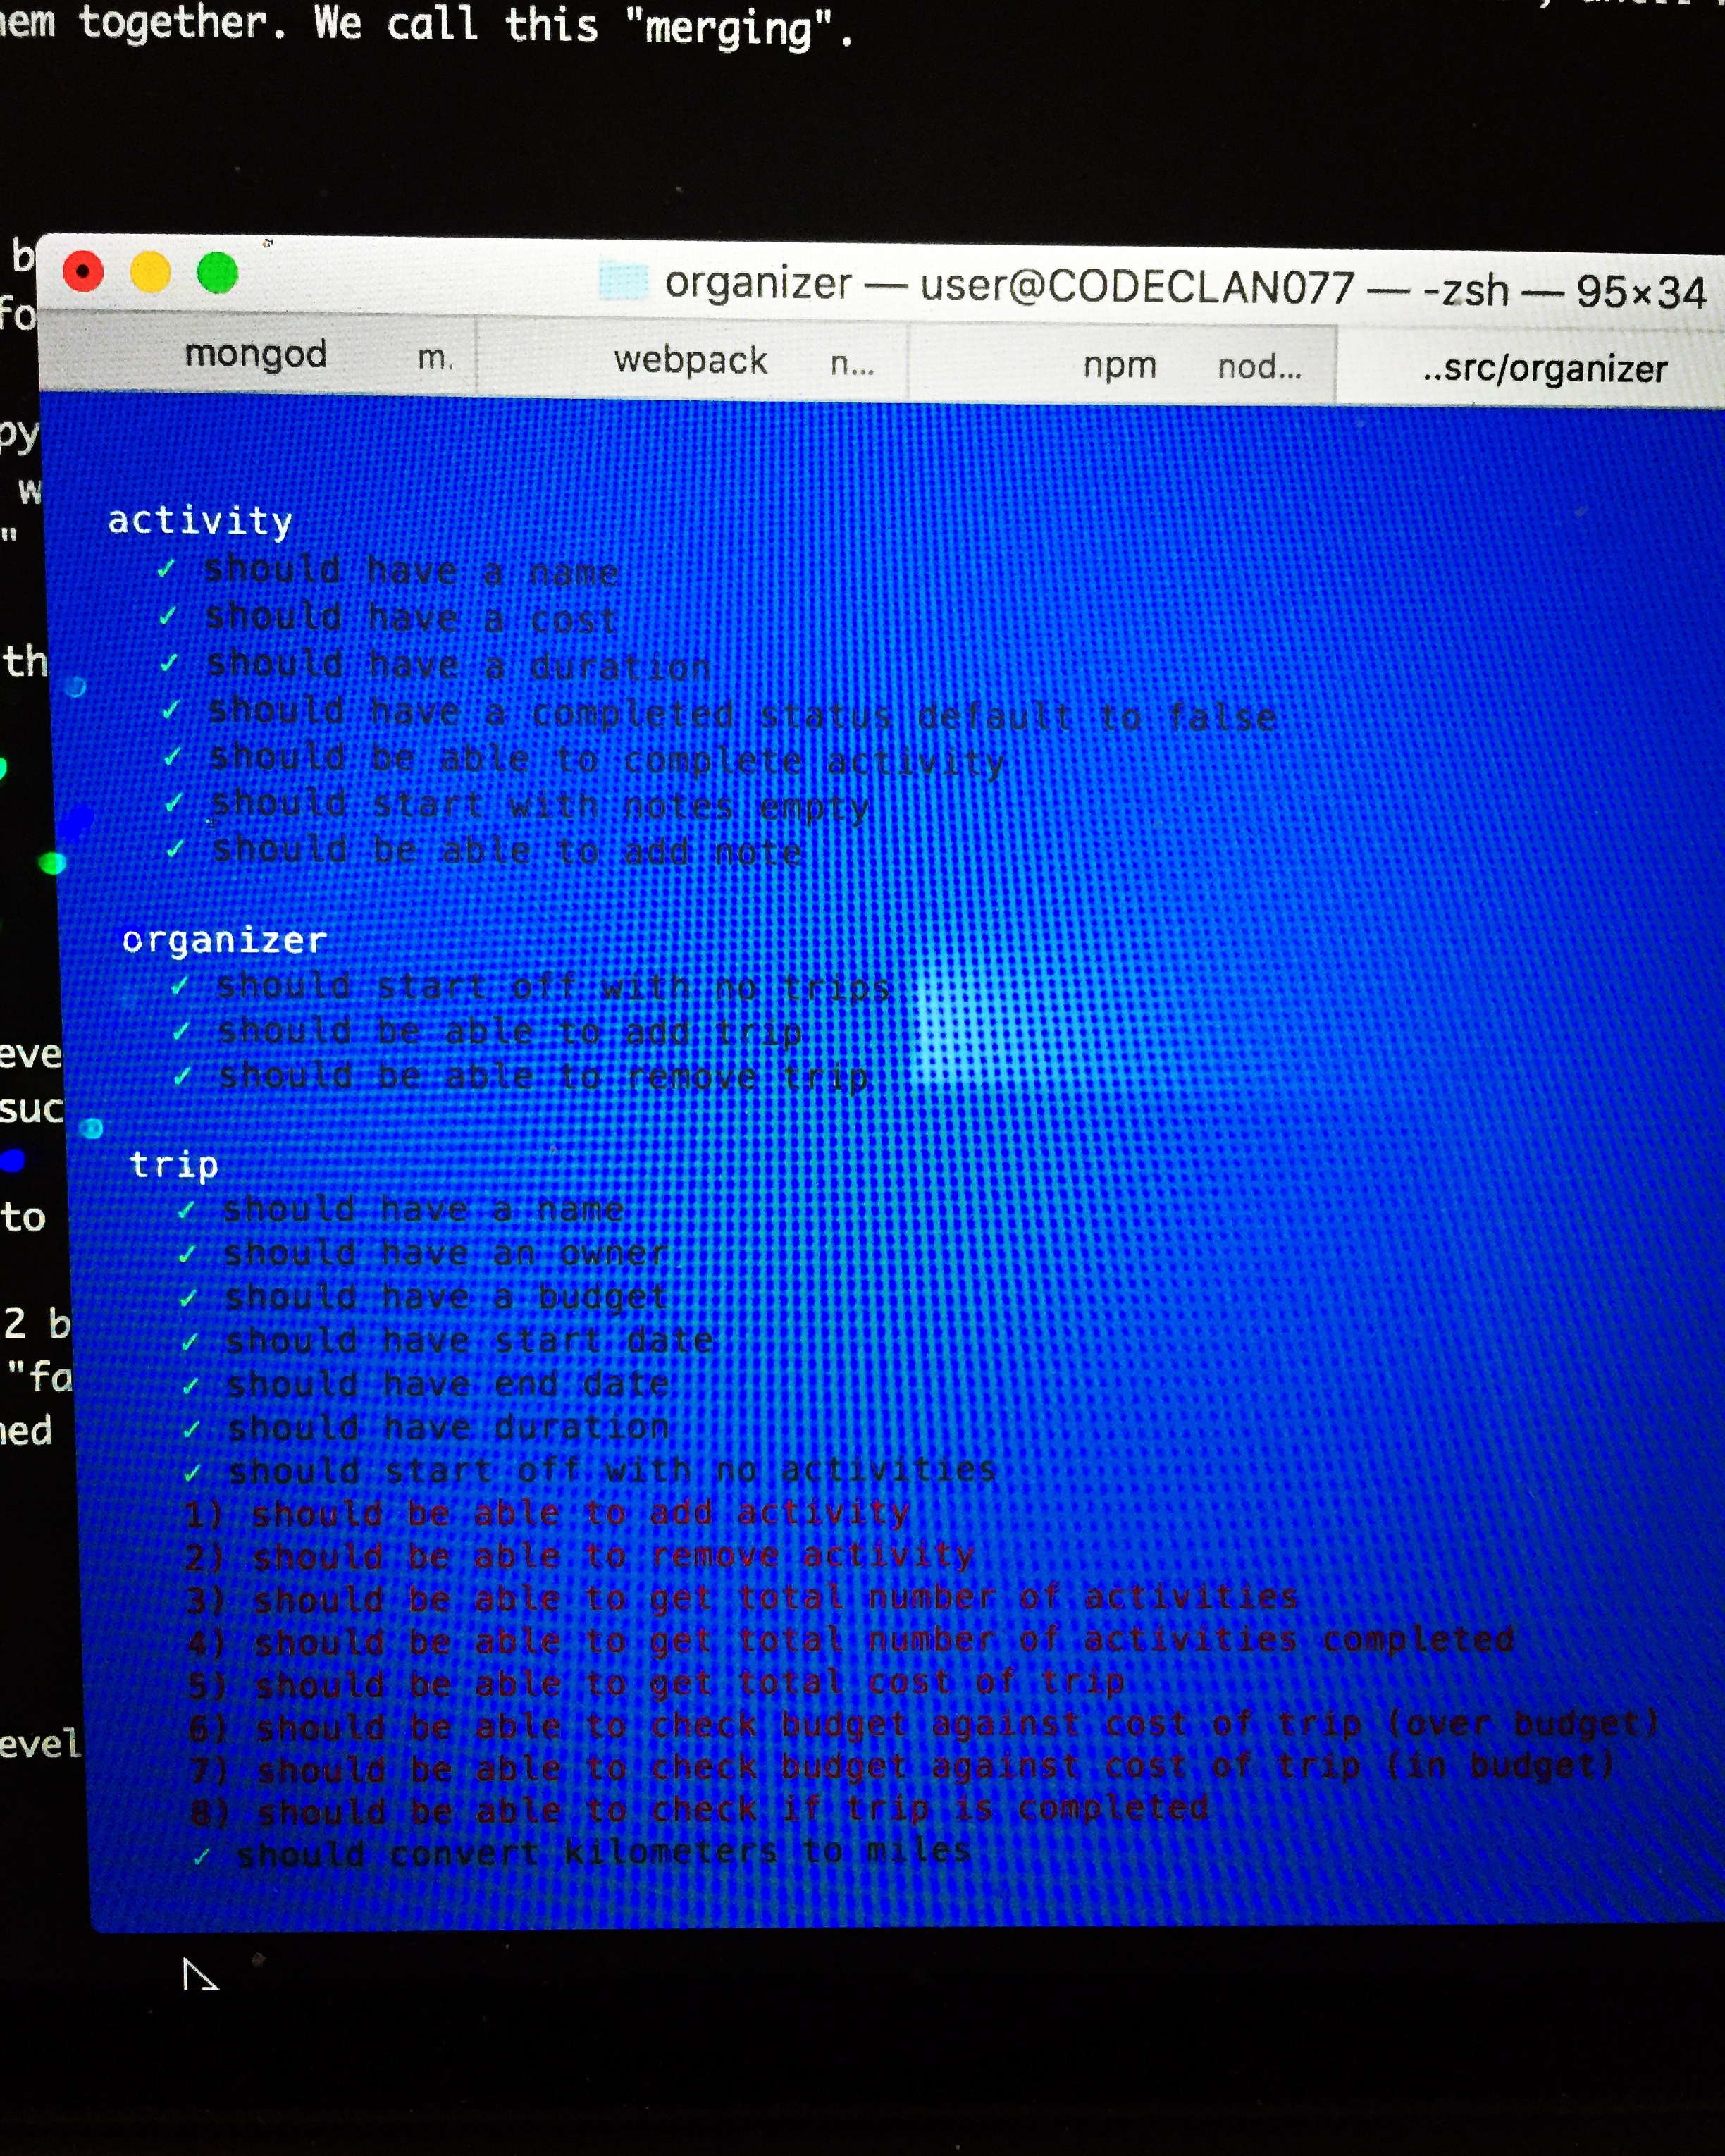 hem together. We call this "merging".
organizer — user@CODECLAN077 — -zsh — 95×34
mongod m. webpack n... npm nod... ..src/organizer
b
fo
py
w
"
th
eve
suc
to
2 b
"fa
ned
evel
activity
✓ should have a name
✓ should have a cost
✓ should have a duration
✓ should have a completed status default to false
✓ should be able to complete activity
✓ should start with notes empty
✓ should be able to add note
organizer
✓ should start off with no trips
✓ should be able to add trip
✓ should be able to remove trip
trip
✓ should have a name
✓ should have an owner
✓ should have a budget
✓ should have start date
✓ should have end date
✓ should have duration
✓ should start off with no activities
1) should be able to add activity
2) should be able to remove activity
3) should be able to get total number of activities
4) should be able to get total number of activities completed
5) should be able to get total cost of trip
6) should be able to check budget against cost of trip (over budget)
7) should be able to check budget against cost of trip (in budget)
8) should be able to check if trip is completed
✓ should convert kilometers to miles